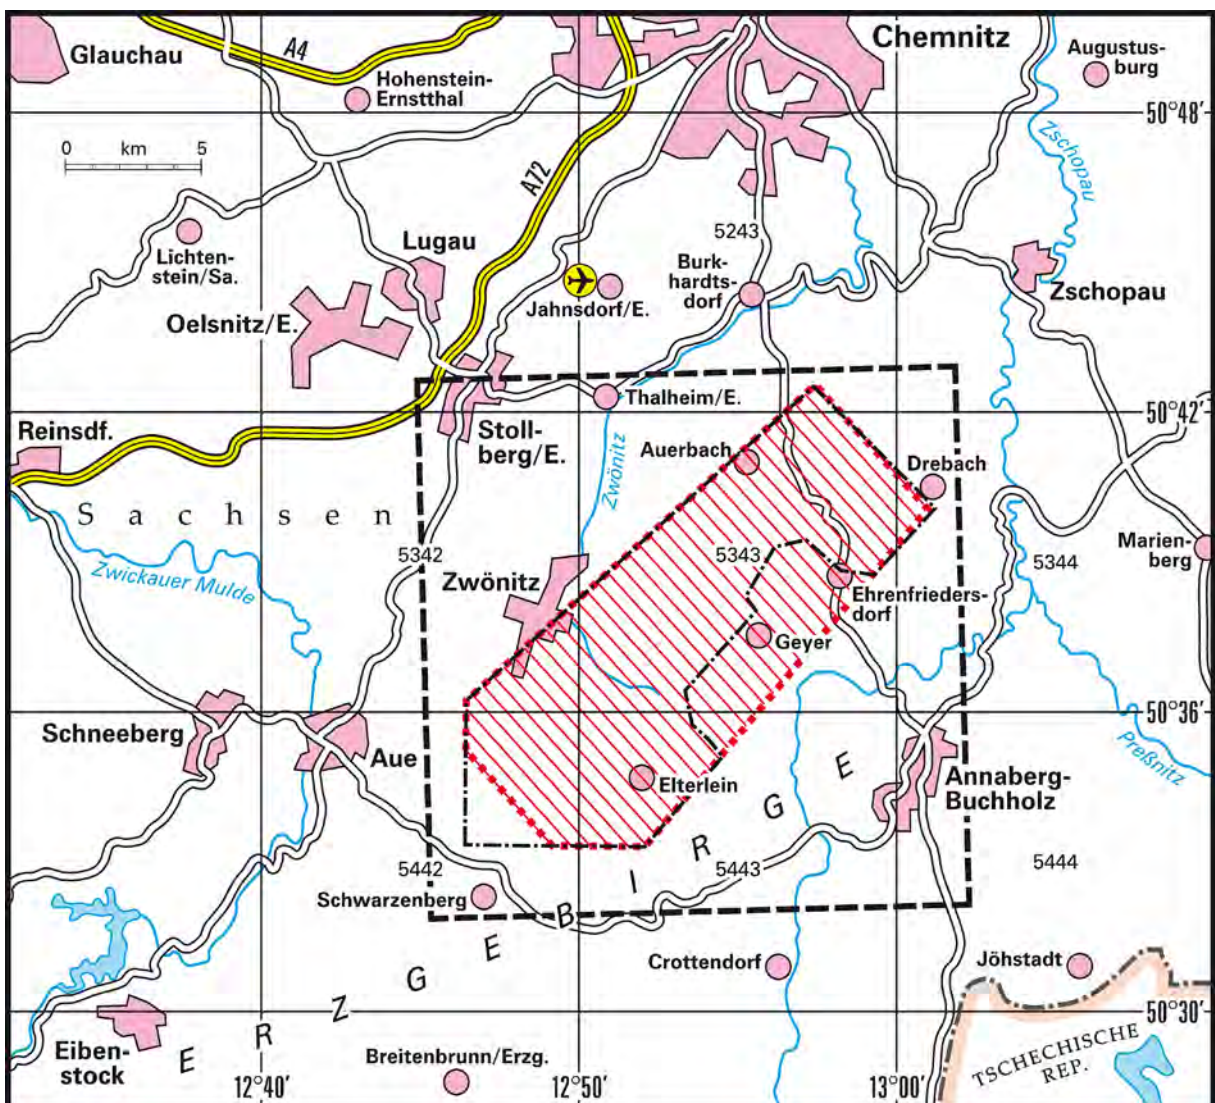 Glauchau
A4
Hohenstein-
Ernstthal
Chemnitz
Augustus-
burg
50°48'
0 km 5
A72
Zschopau
Lichten-
stein/Sa.
Lugau
5243
Burk-
hardts-
dorf
Zschopau
Oelsnitz/E.
Jahnsdorf/E.
Thalheim/E.
50°42'
Reinsdf.
Stoll-
berg/E.
Zwönitz
Auerbach
Drebach
Sachsen
5342
5343
5344
Marien-
berg
Zwickauer Mulde
Zwönitz
Ehrenfrieders-
dorf
Geyer
50°36'
Schneeberg
Aue
Preßnitz
Elterlein
Annaberg-
Buchholz
5442
5443
5444
Schwarzenberg
ERZGEBIRGE
Crottendorf
Jöhstadt
50°30'
Eiben-
stock
Breitenbrunn/Erzg.
TSCHECHISCHE
REP.
12°40'
12°50'
13°00'